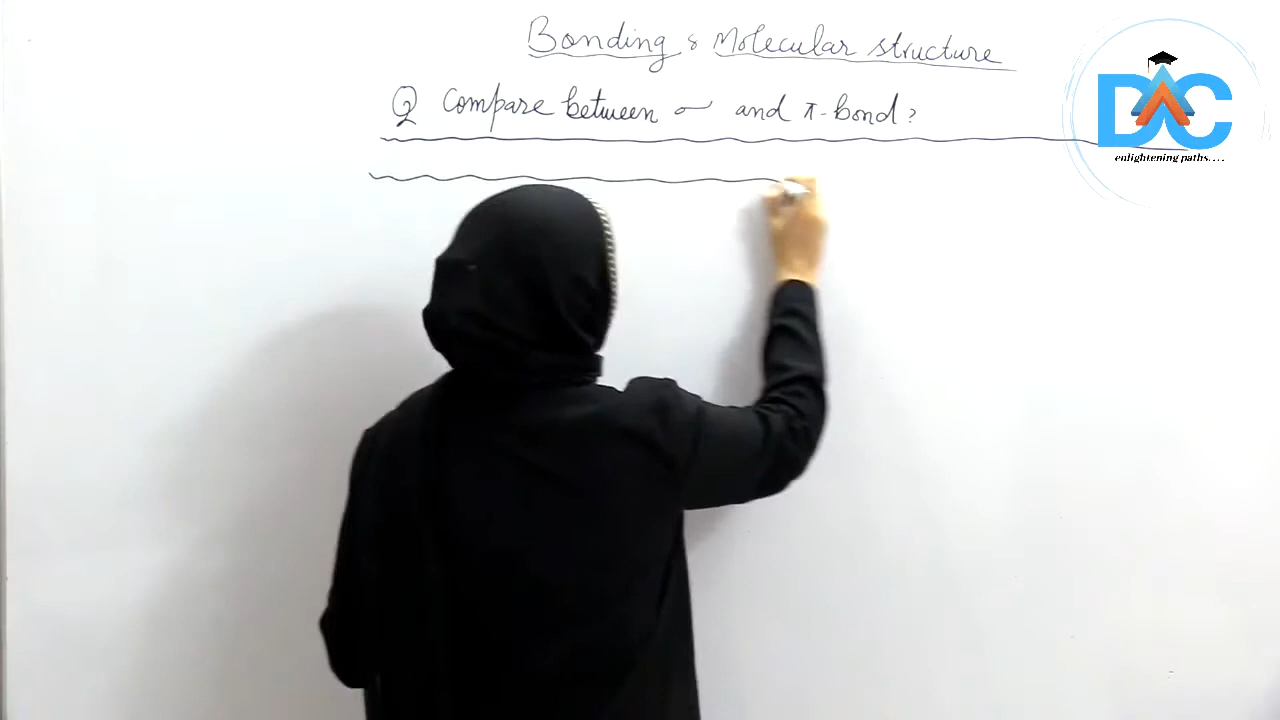 Bonding & Molecular structure
Q Compare between σ and π-bond?
DAC
enlightening paths....